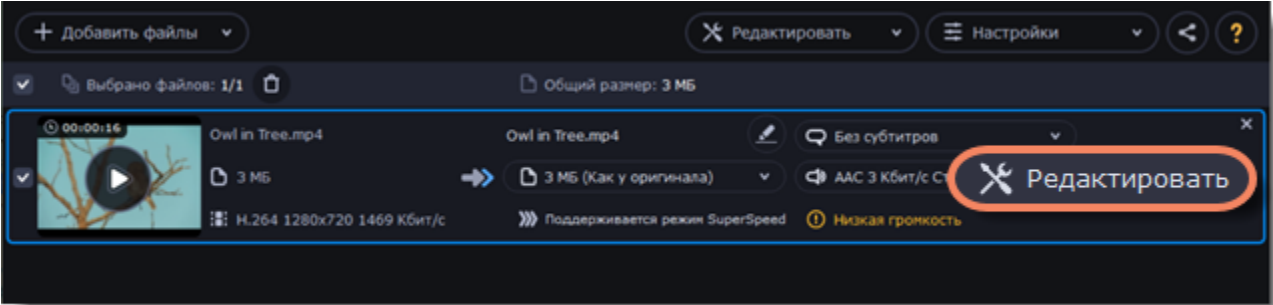 + Добавить файлы
Редактировать
Настройки
?
Выбрано файлов: 1/1
Общий размер: 3 МБ
00:00:16
Owl in Tree.mp4
Owl in Tree.mp4
Без субтитров
3 МБ
3 МБ (Как у оригинала)
AAC 3 Кбит/с Ст
Редактировать
H.264 1280x720 1469 Кбит/с
Поддерживается режим SuperSpeed
Низкая громкость